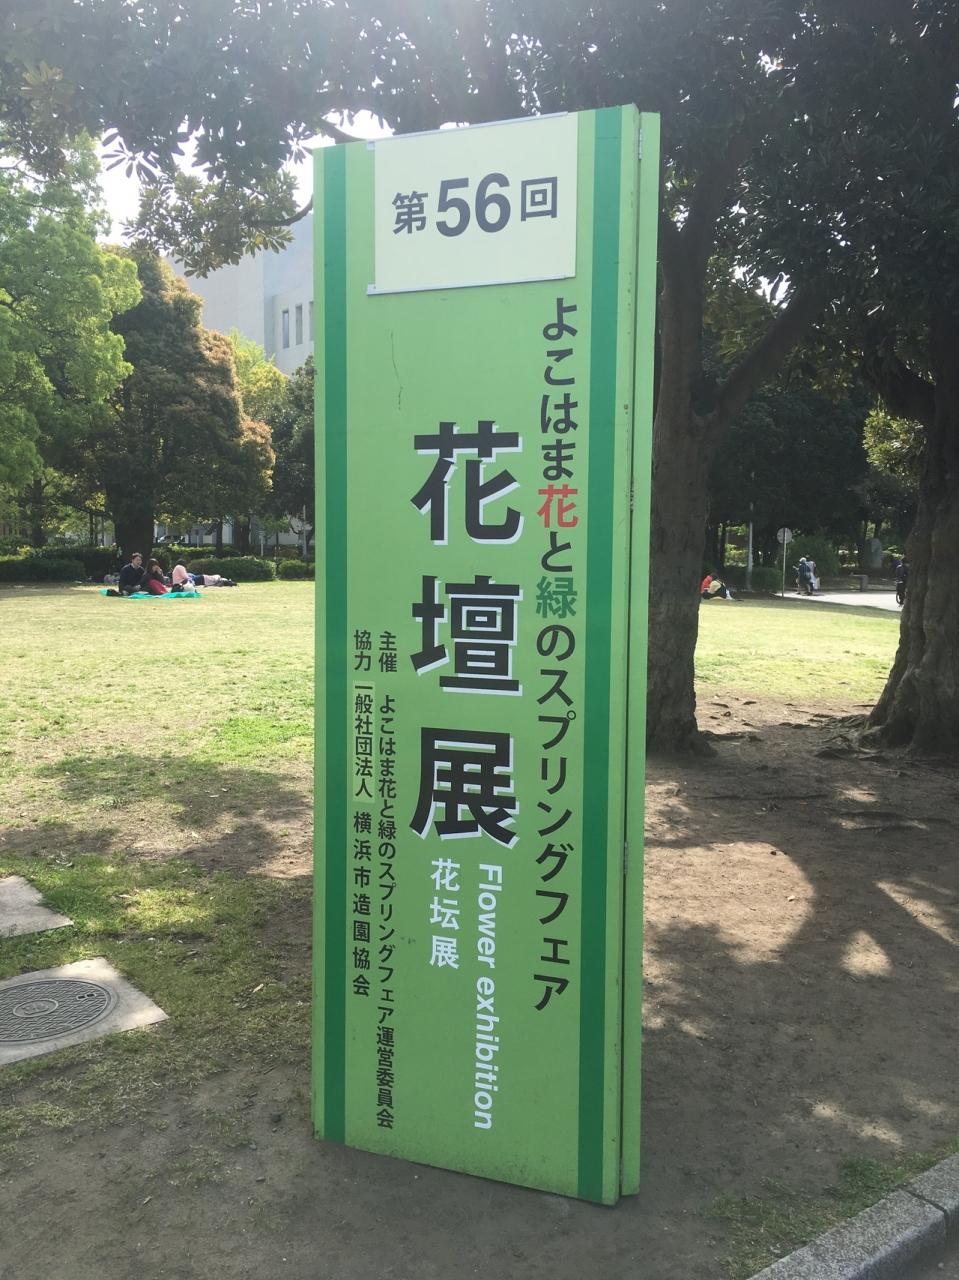 第56回
よこはま花と緑のスプリングフェア
花壇展
Flower exhibition
花坛展
主催 よこはま花と緑のスプリングフェア運営委員会
協力 一般社団法人 横浜市造園協会